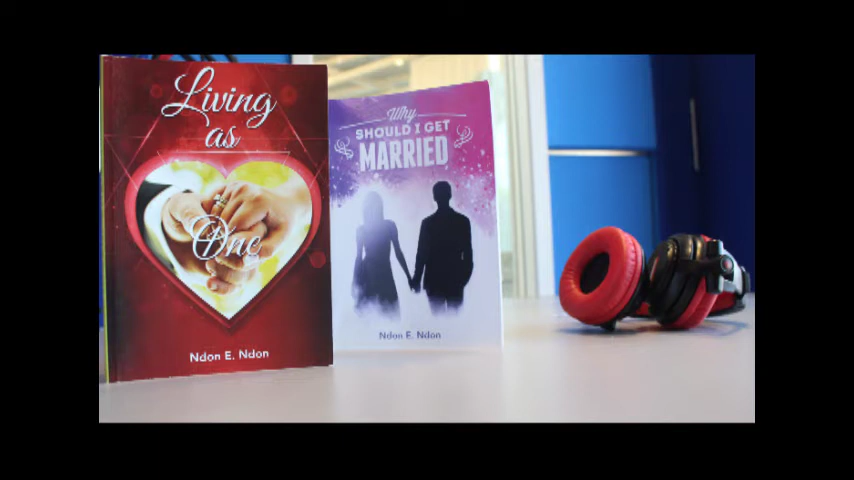 Living
as
One
Ndon E. Ndon
Why
SHOULD I GET
MARRIED
Ndon E. Ndon